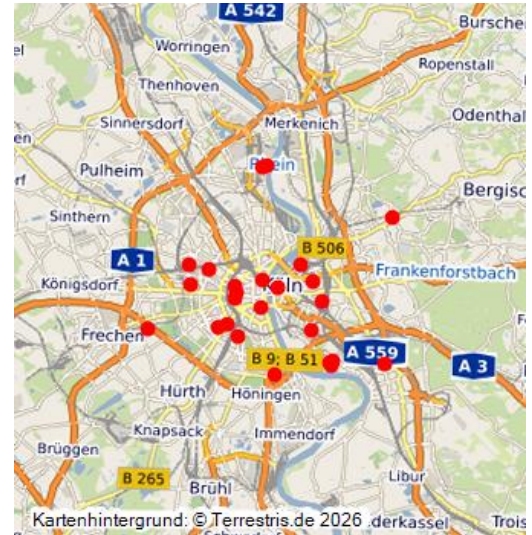 A 542
Burscheid
Worringen
Ropenstall
Thenhoven
Sinnersdorf
Merkenich
Odenthal
Rhein
Pulheim
Bergisch
Sinthern
B 506
A 1
Frankenforstbach
Königsdorf
Köln
Frechen
B 9; B 51
A 559
A 3
Hürth
Höningen
Knapsack
Immendorf
Brüggen
B 265
Brühl
Libur
Kartenhintergrund: © Terrestris.de 2026
derkassel
Trois